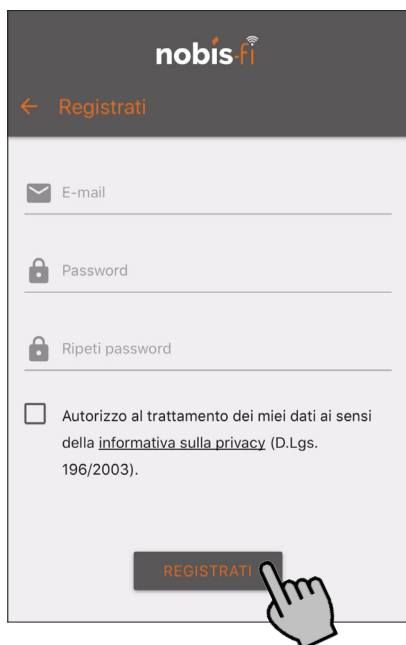 nobis-fi
← Registrati
E-mail
Password
Ripeti password
Autorizzo al trattamento dei miei dati ai sensi
della informativa sulla privacy (D.Lgs.
196/2003).
REGISTRATI